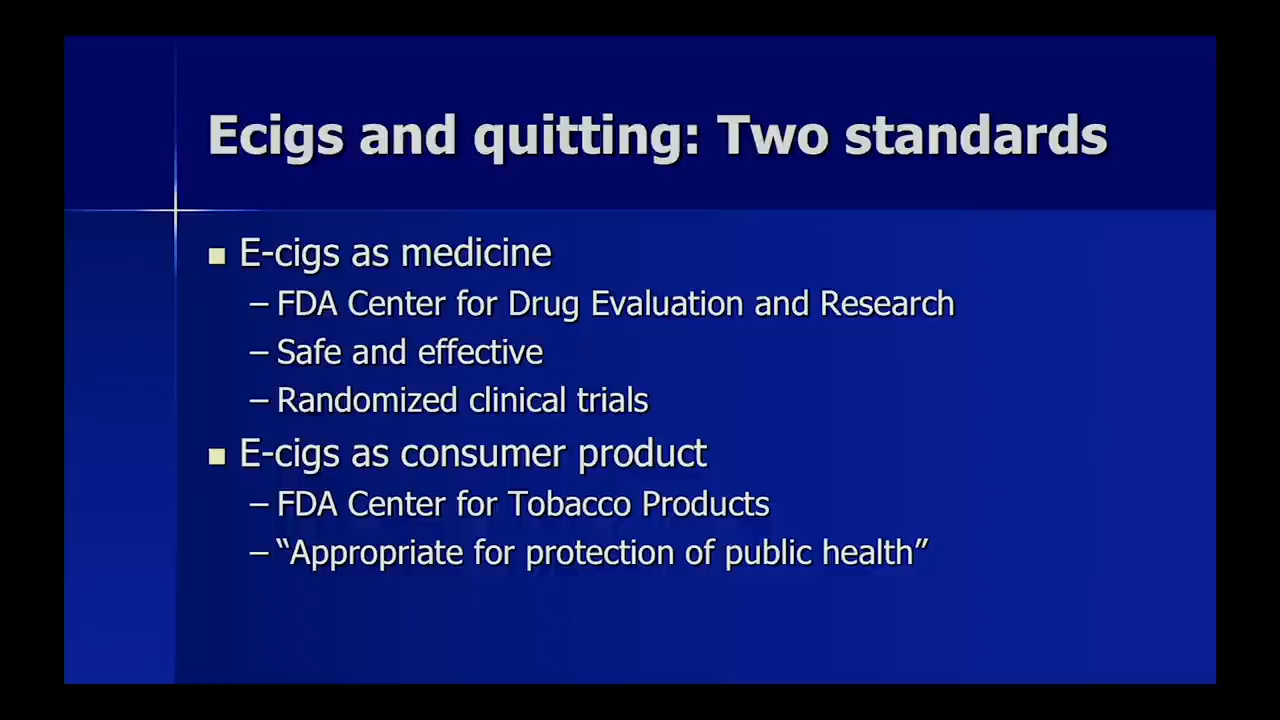 Ecigs and quitting: Two standards
E-cigs as medicine
– FDA Center for Drug Evaluation and Research
– Safe and effective
– Randomized clinical trials
E-cigs as consumer product
– FDA Center for Tobacco Products
– “Appropriate for protection of public health”